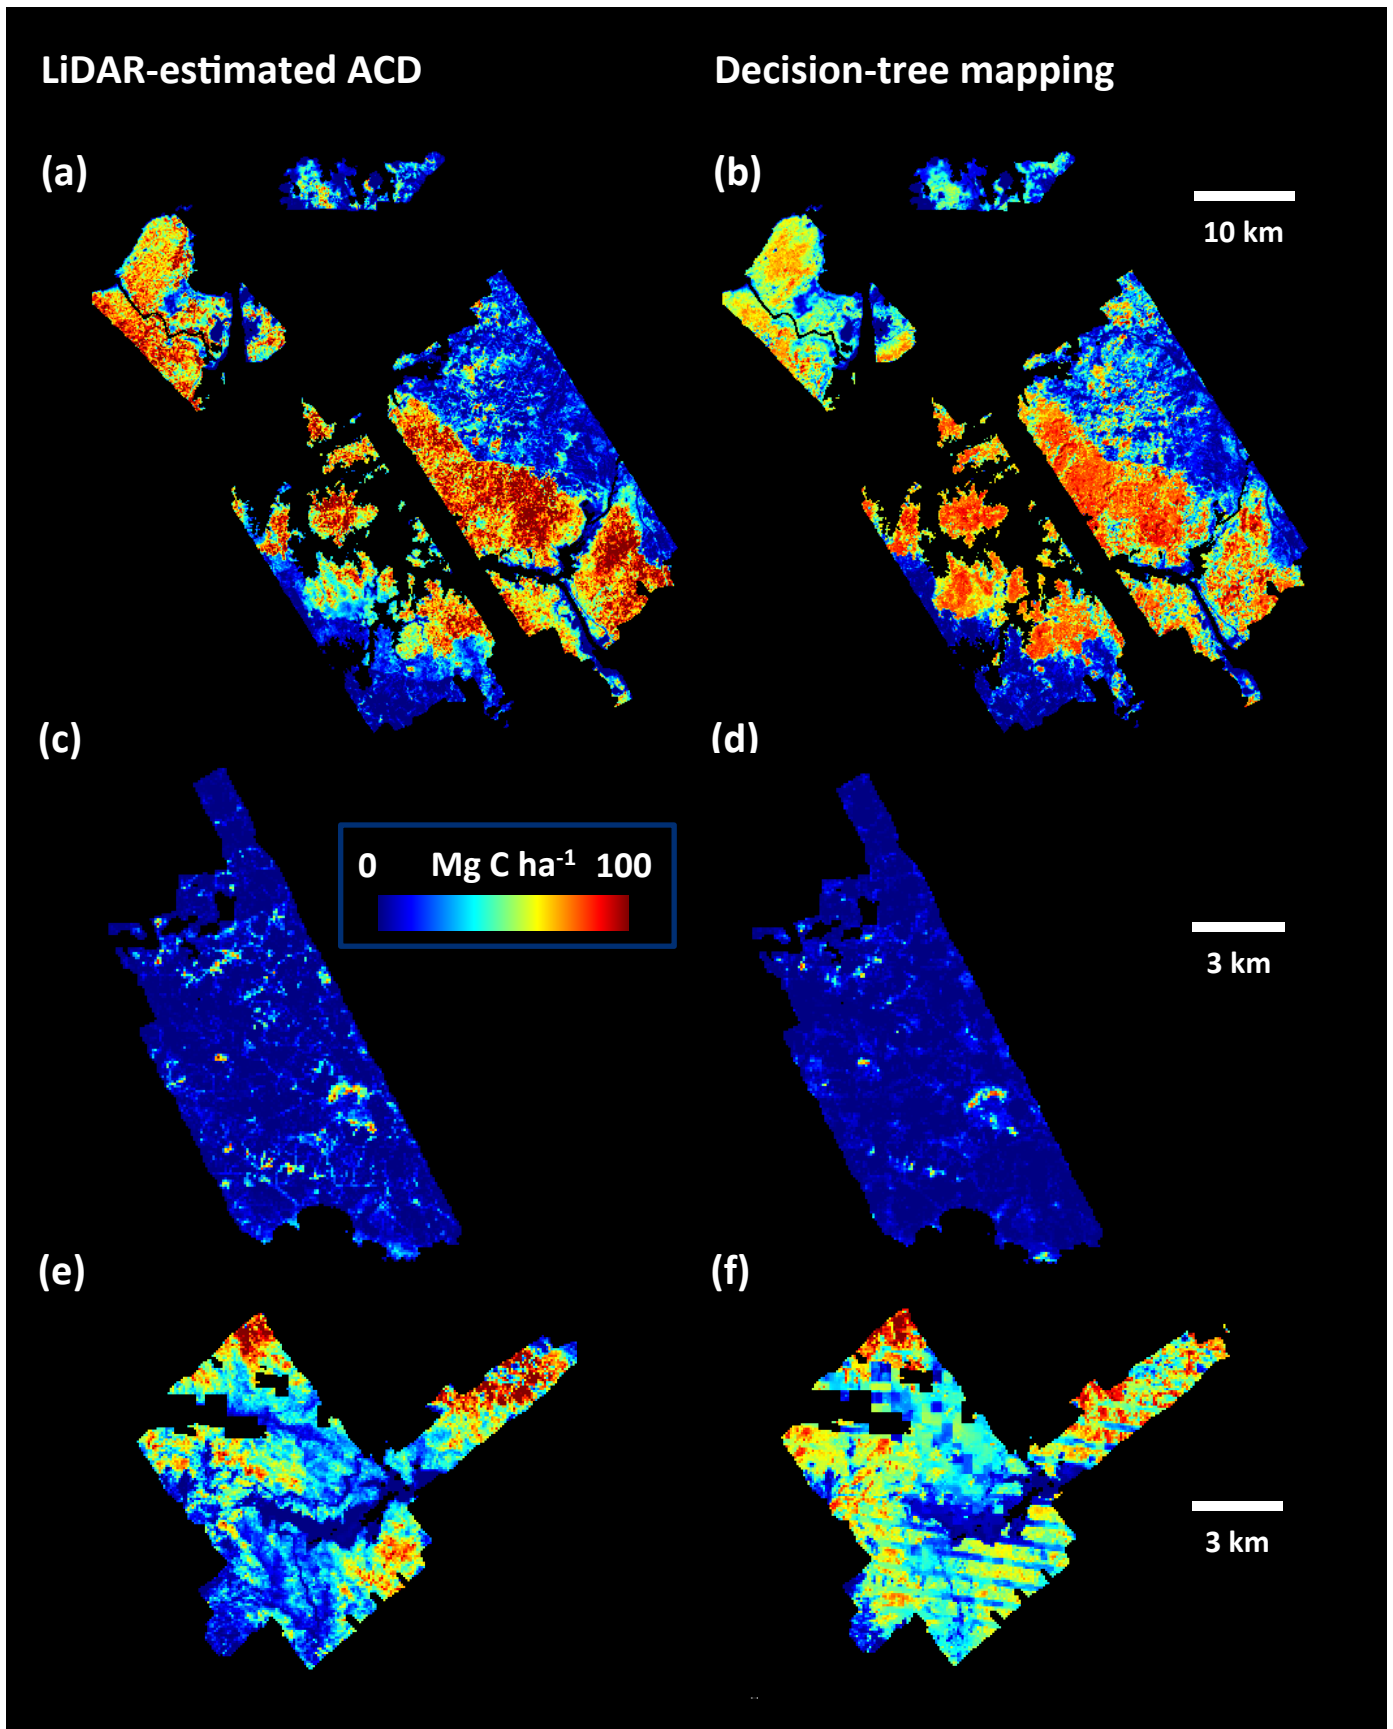 LiDAR-estimated ACD
Decision-tree mapping
(a)
(b)
10 km
(c)
(d)
0 Mg C ha⁻¹ 100
3 km
(e)
(f)
3 km